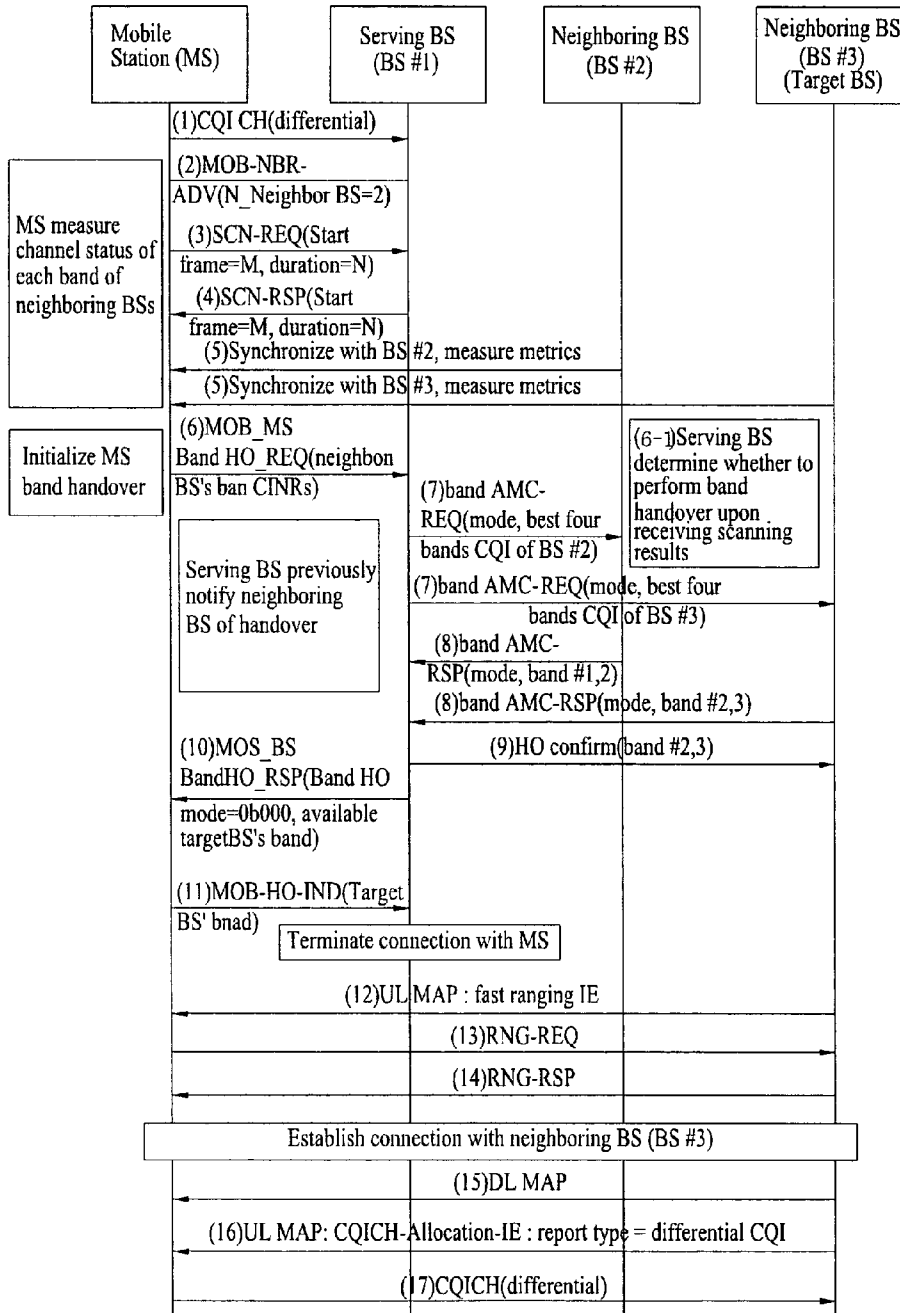 Mobile
Station (MS)
Serving BS
(BS #1)
Neighboring BS
(BS #2)
Neighboring BS
(BS #3)
(Target BS)
(1)CQI CH(differential)
(2)MOB-NBR-
ADV(N_Neighbor BS=2)
MS measure
channel status of
each band of
neighboring BSs
(3)SCN-REQ(Start
frame=M, duration=N)
(4)SCN-RSP(Start
frame=M, duration=N)
(5)Synchronize with BS #2, measure metrics
(5)Synchronize with BS #3, measure metrics
Initialize MS
band handover
(6)MOB_MS
Band HO_REQ(neighbon
BS's ban CINRs)
(6-1)Serving BS
determine whether to
perform band
handover upon
receiving scanning
results
(7)band AMC-
REQ(mode, best four
bands CQI of BS #2)
Serving BS previously
notify neighboring
BS of handover
(7)band AMC-REQ(mode, best four
bands CQI of BS #3)
(8)band AMC-
RSP(mode, band #1,2)
(8)band AMC-RSP(mode, band #2,3)
(9)HO confirm(band #2,3)
(10)MOS_BS
BandHO_RSP(Band HO
mode=0b000, available
targetBS's band)
(11)MOB-HO-IND(Target
BS' bnad)
Terminate connection with MS
(12)UL MAP : fast ranging IE
(13)RNG-REQ
(14)RNG-RSP
Establish connection with neighboring BS (BS #3)
(15)DL MAP
(16)UL MAP: CQICH-Allocation-IE : report type = differential CQI
(17)CQICH(differential)